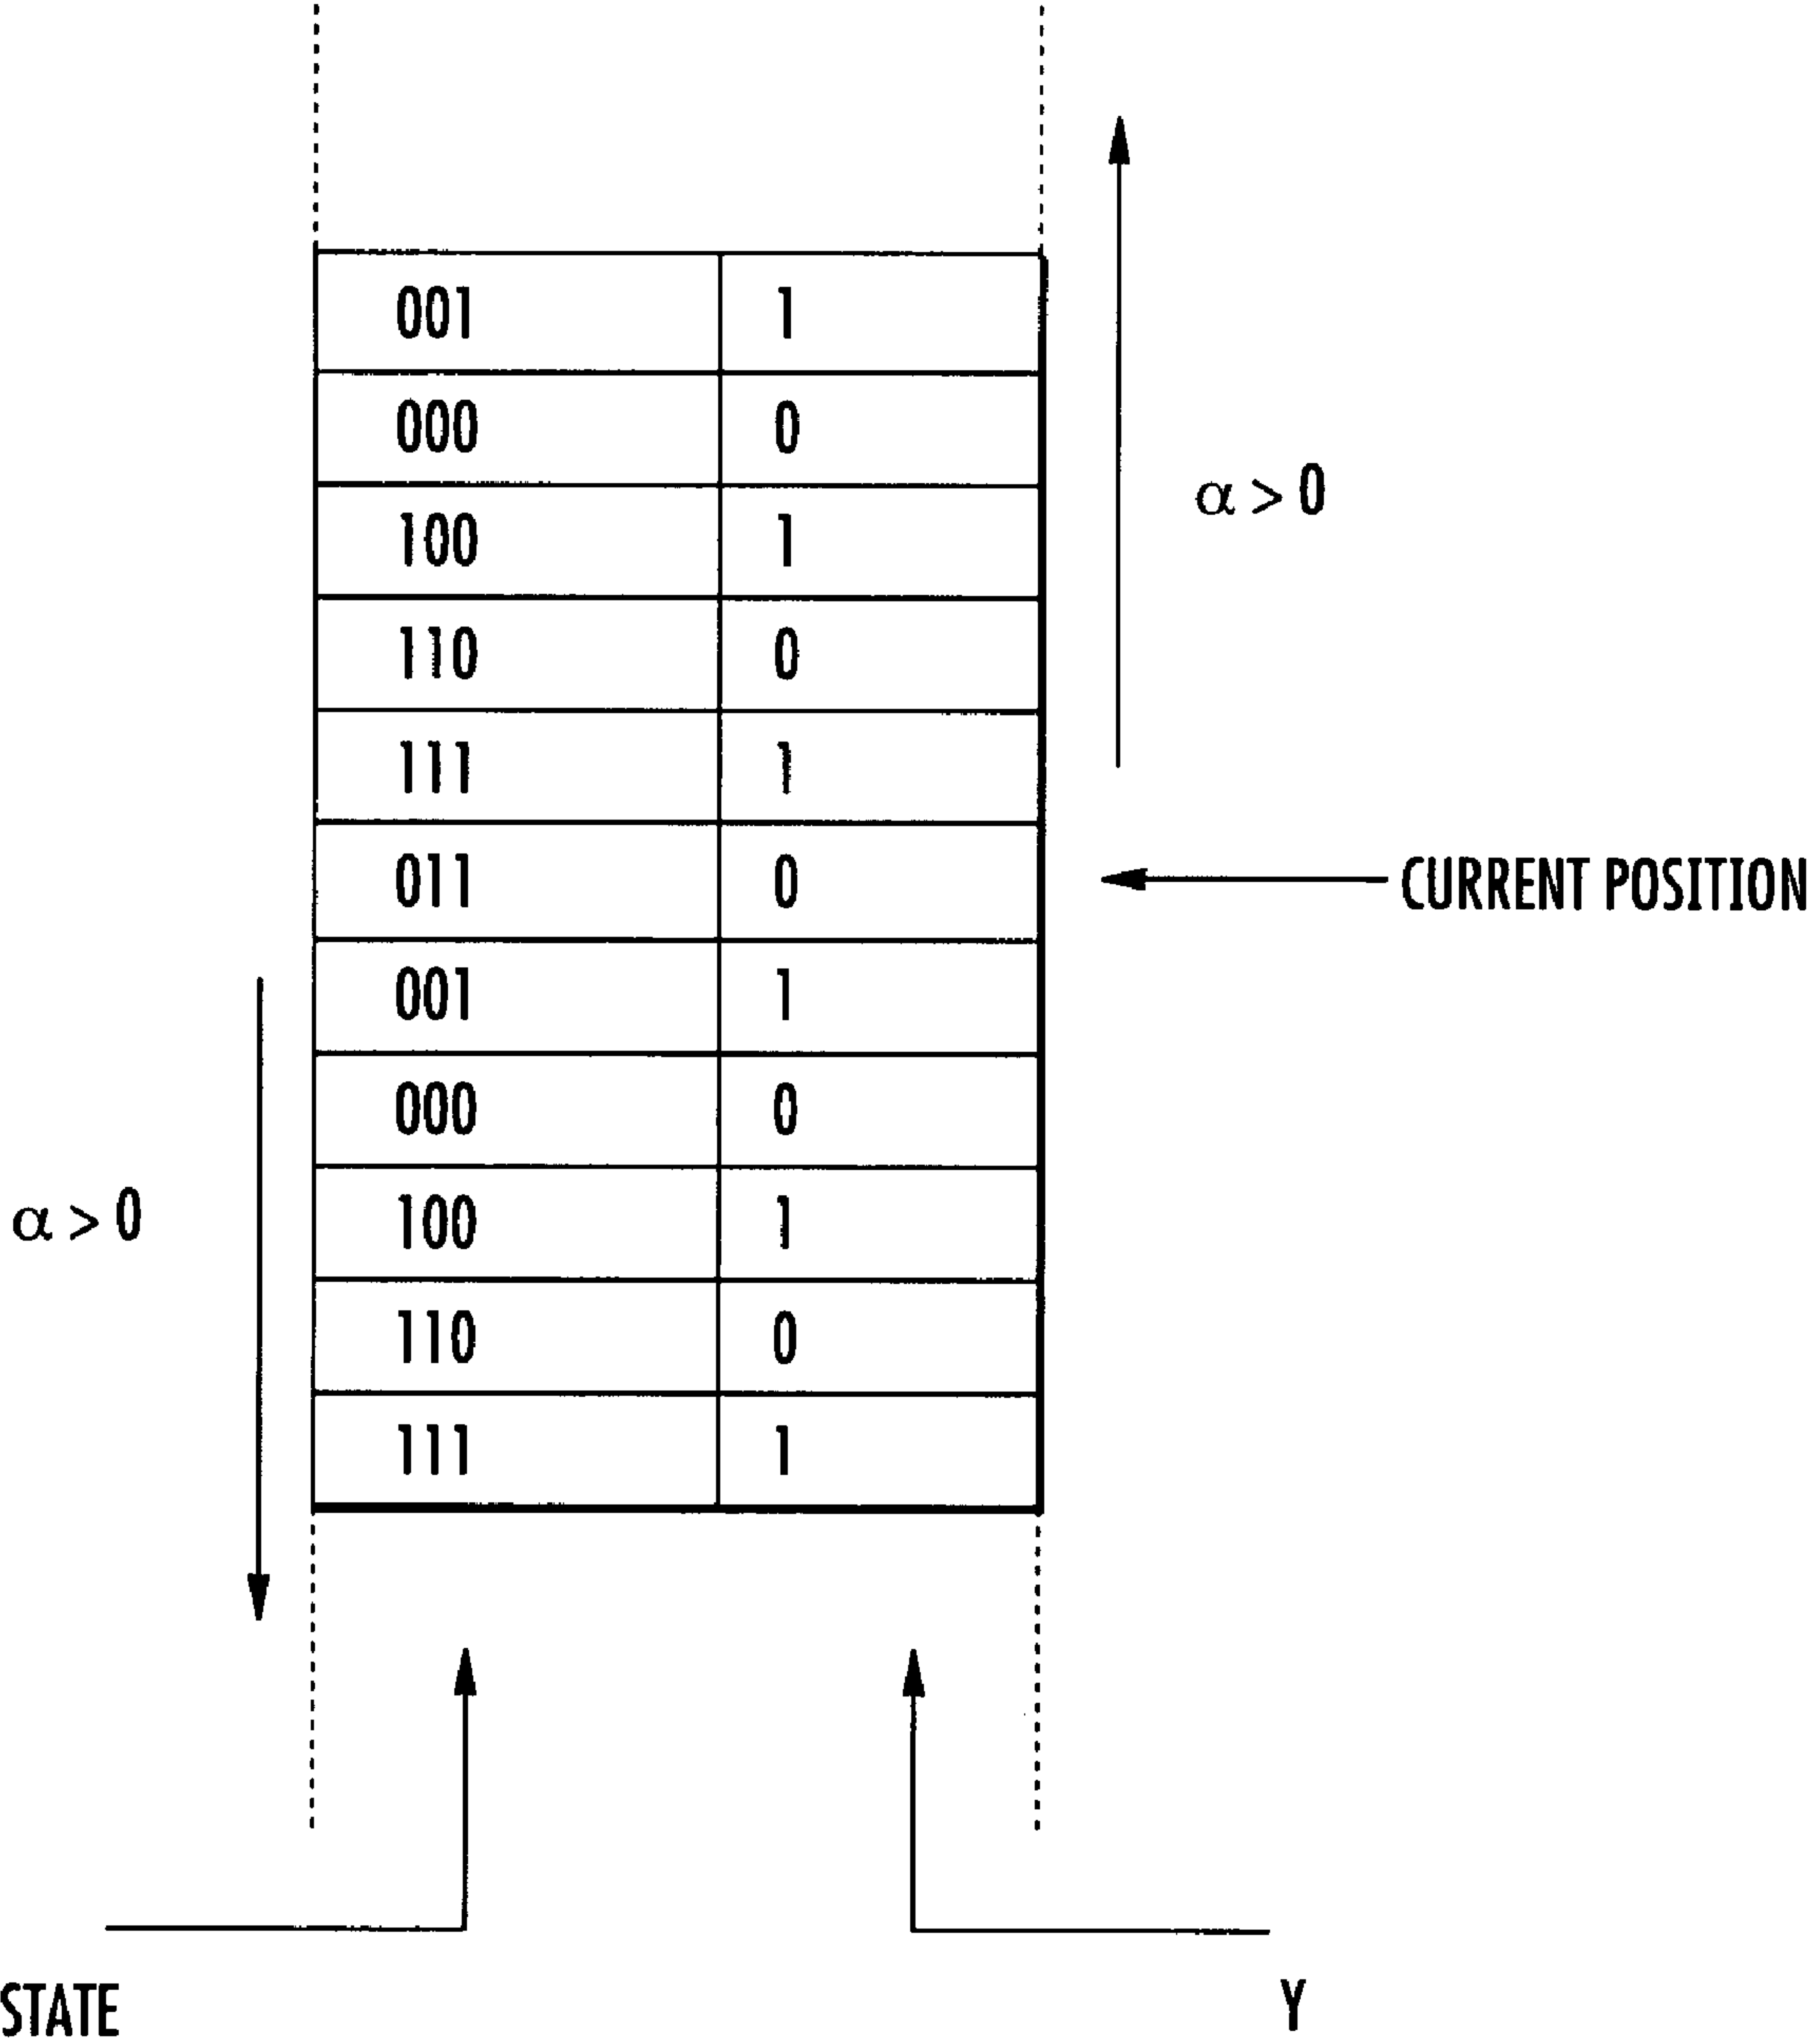 001 1
000 0
100 1
α > 0
110 0
111 1
011 0 CURRENT POSITION
001 1
000 0
α > 0 100 1
110 0
111 1
STATE Y